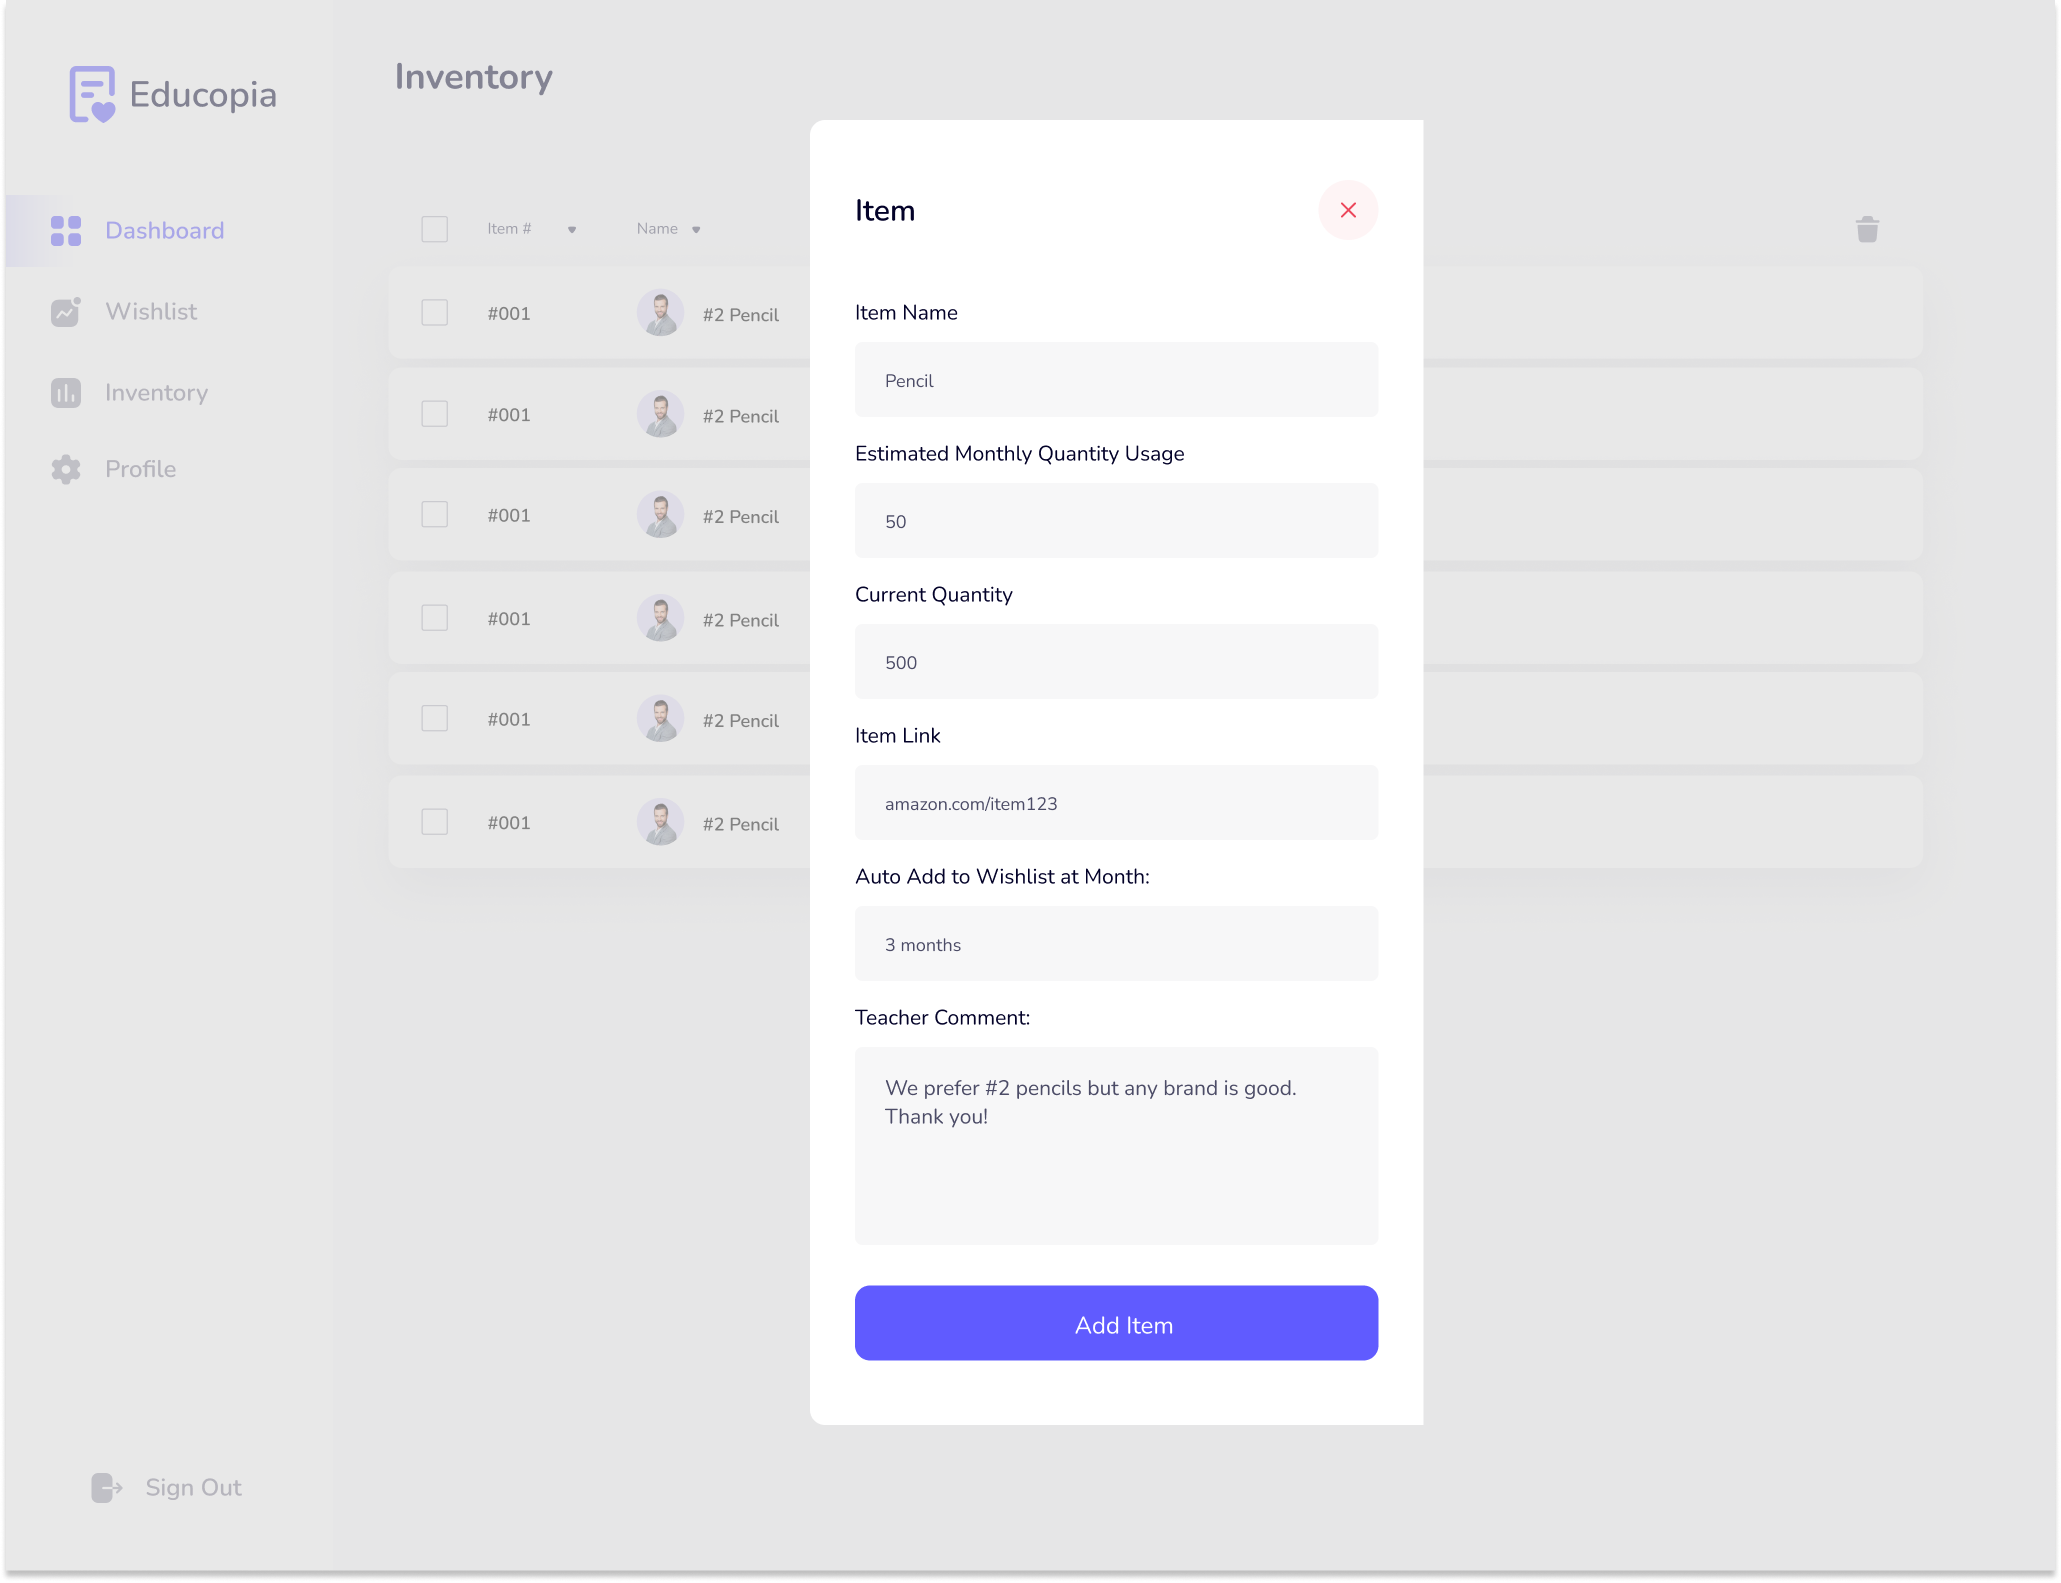 Educopia
Dashboard
Wishlist
Inventory
Profile
Sign Out
Inventory
Item #
Name
#001
#2 Pencil
#001
#2 Pencil
#001
#2 Pencil
#001
#2 Pencil
#001
#2 Pencil
#001
#2 Pencil
Item
Item Name
Pencil
Estimated Monthly Quantity Usage
50
Current Quantity
500
Item Link
amazon.com/item123
Auto Add to Wishlist at Month:
3 months
Teacher Comment:
We prefer #2 pencils but any brand is good.
Thank you!
Add Item